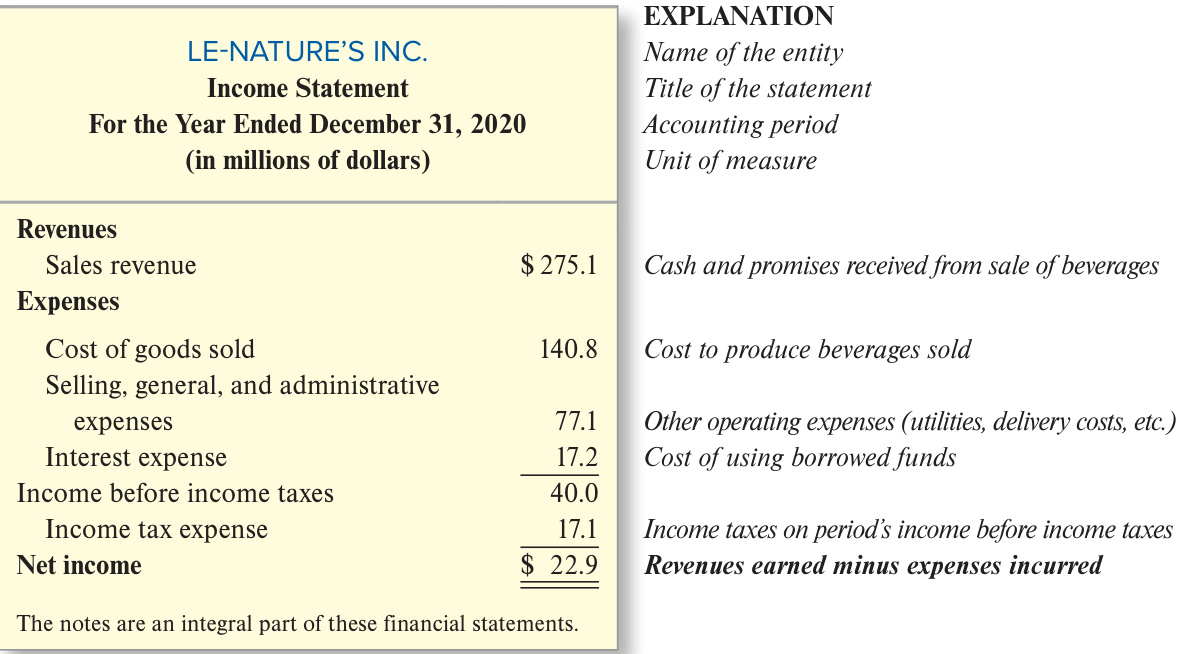 EXPLANATION
LE-NATURE’S INC. Name of the entity
Income Statement Title of the statement
For the Year Ended December 31, 2020 Accounting period
(in millions of dollars) Unit of measure
Revenues
Sales revenue $ 275.1 Cash and promises received from sale of beverages
Expenses
Cost of goods sold 140.8 Cost to produce beverages sold
Selling, general, and administrative
expenses 77.1 Other operating expenses (utilities, delivery costs, etc.)
Interest expense 17.2 Cost of using borrowed funds
Income before income taxes 40.0
Income tax expense 17.1 Income taxes on period’s income before income taxes
Net income $ 22.9 Revenues earned minus expenses incurred
The notes are an integral part of these financial statements.